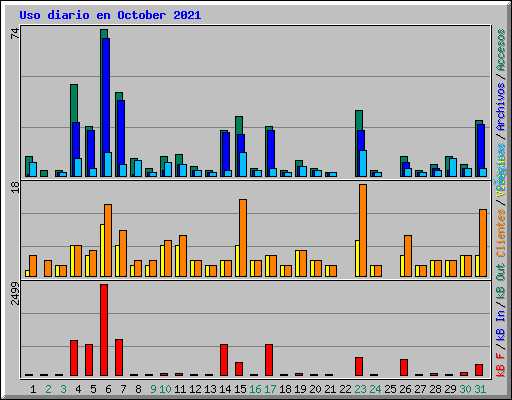 Uso diario en October 2021
74
18
2499
kB F / kB In / kB Out Clientes / Páginas / Archivos / Accesos
1 2 3 4 5 6 7 8 9 10 11 12 13 14 15 16 17 18 19 20 21 22 23 24 25 26 27 28 29 30 31